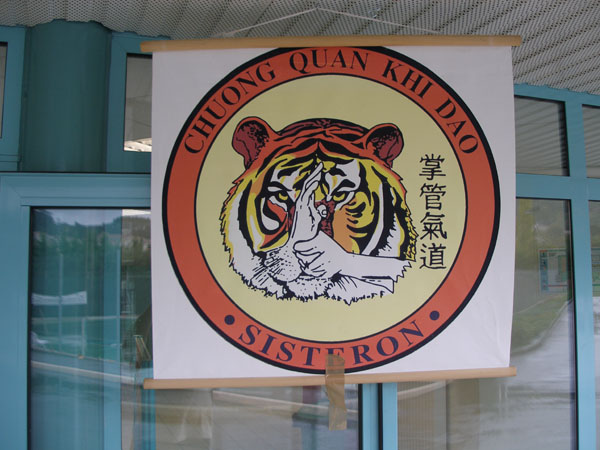 CHUONG QUAN KHI DAO
掌管氣道
• SISTERON •